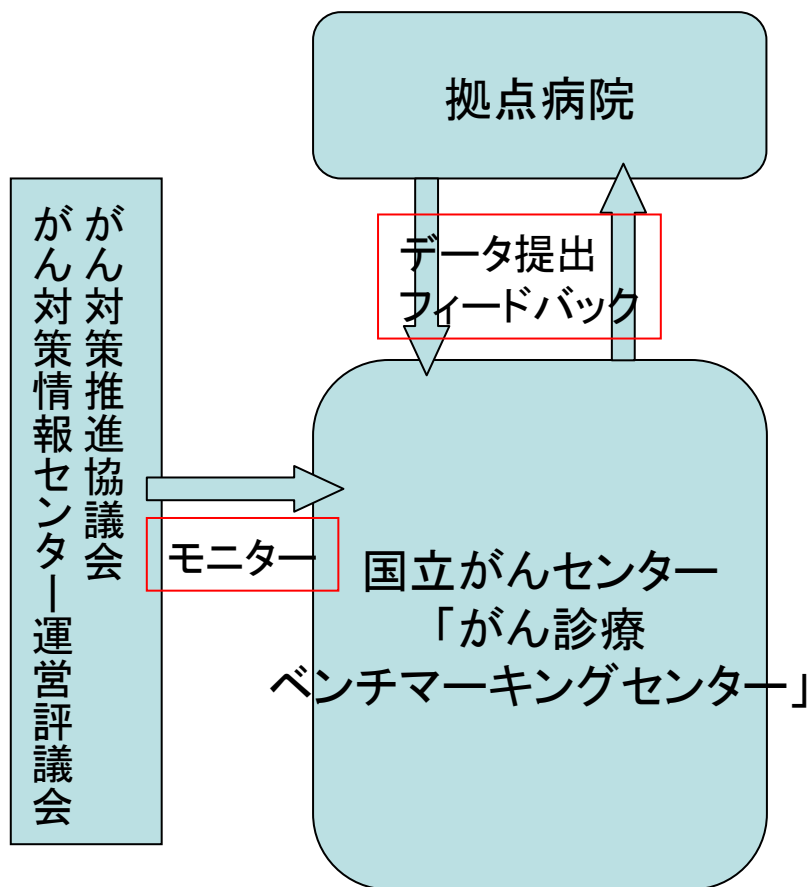 拠点病院
データ提出
フィードバック
がん対策推進協議会
がん対策情報センター運営評議会
モニター
国立がんセンター
「がん診療
ベンチマーキングセンター」